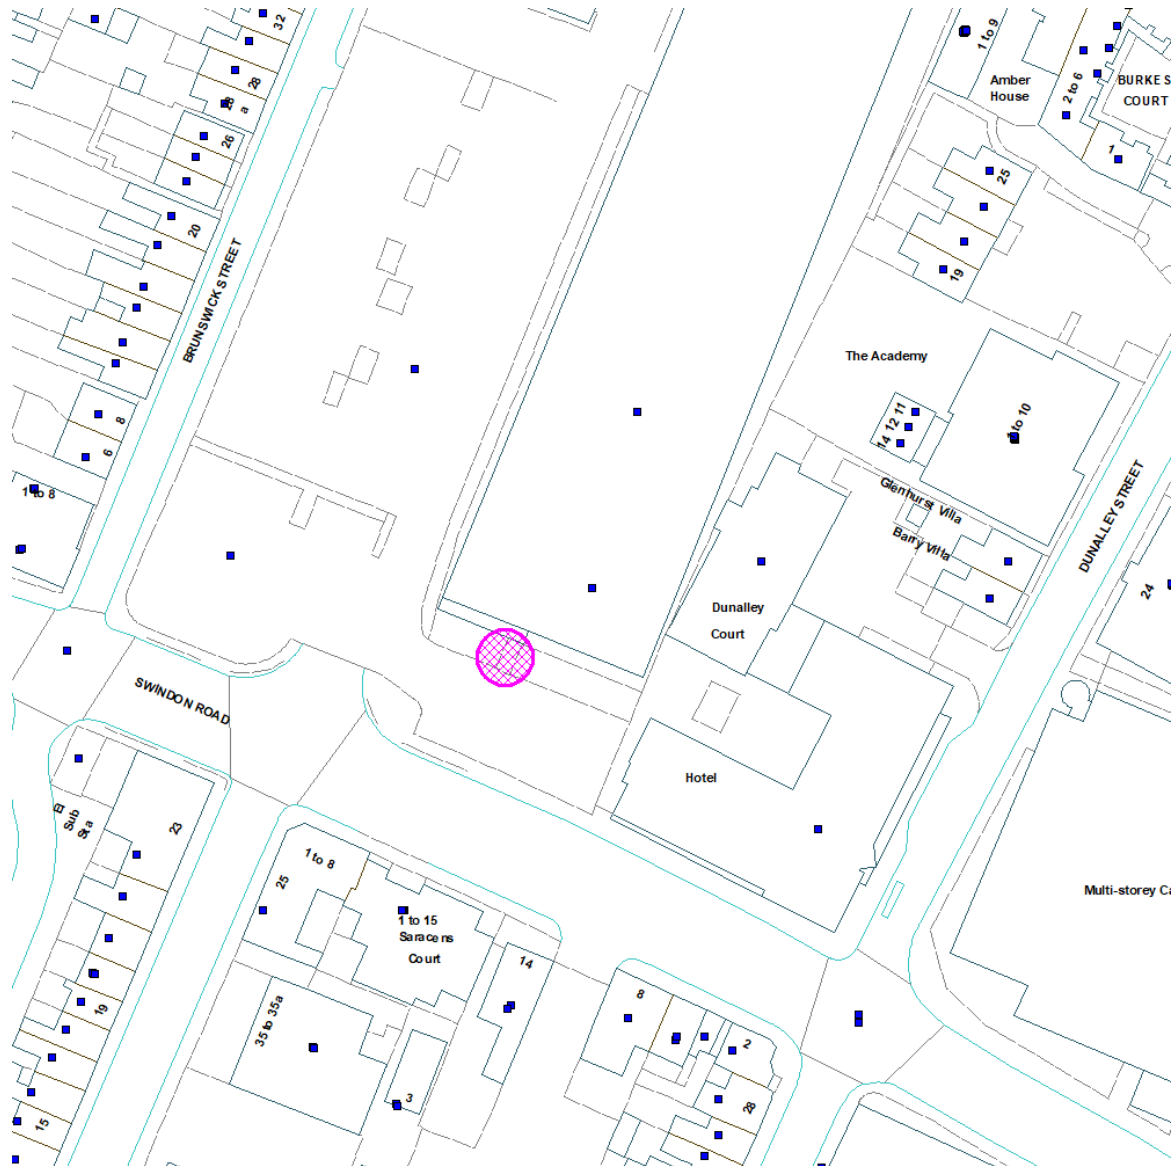 32
28
28
a
26
20
BRUNSWICK STREET
8
6
1 to 8
1 to 9
Amber
House
2 to 6
BURKES
COURT
1
25
19
The Academy
14 12 11
1 to 10
Glenhurst Villa
Barry Villa
DUNALLEY STREET
24
Dunalley
Court
SWINDON ROAD
Hotel
El
Sub
Sta
23
1 to 8
25
1 to 15
Saracens
Court
14
Multi-storey Ca
19
35 to 35a
8
2
3
28
15